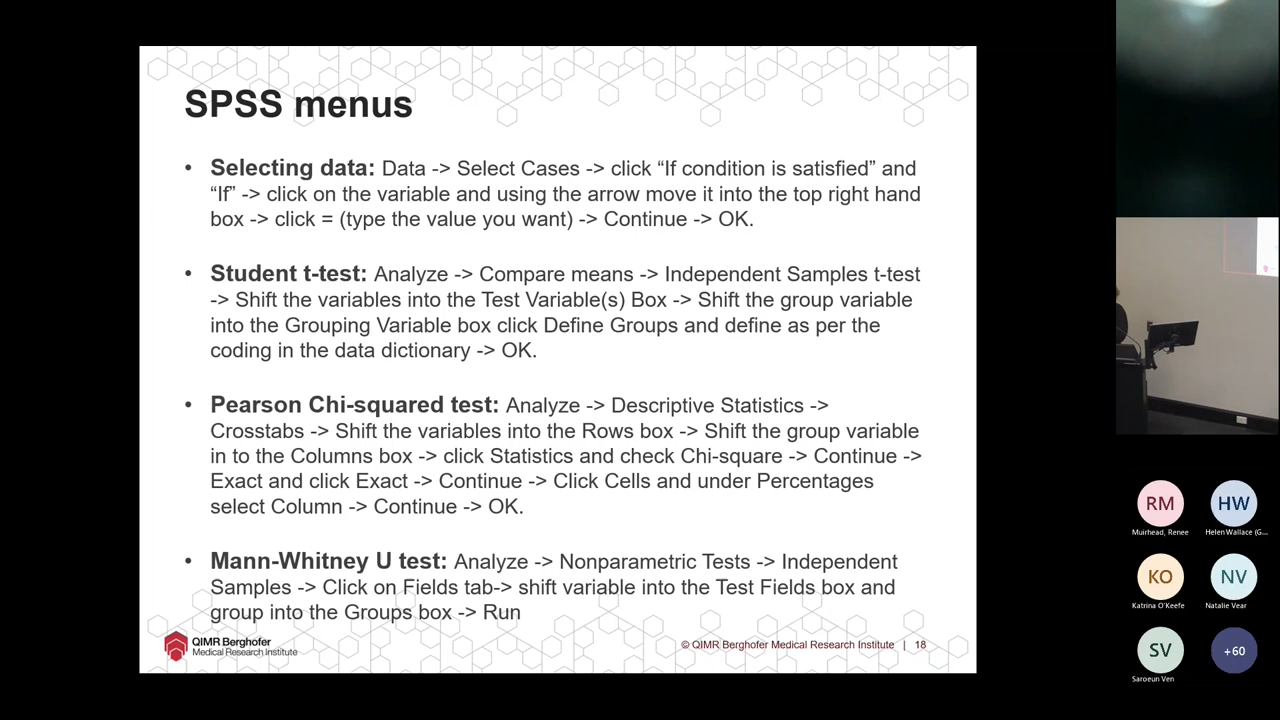 SPSS menus
• Selecting data: Data -> Select Cases -> click “If condition is satisfied” and
“If” -> click on the variable and using the arrow move it into the top right hand
box -> click = (type the value you want) -> Continue -> OK.
• Student t-test: Analyze -> Compare means -> Independent Samples t-test
-> Shift the variables into the Test Variable(s) Box -> Shift the group variable
into the Grouping Variable box click Define Groups and define as per the
coding in the data dictionary -> OK.
• Pearson Chi-squared test: Analyze -> Descriptive Statistics ->
Crosstabs -> Shift the variables into the Rows box -> Shift the group variable
in to the Columns box -> click Statistics and check Chi-square -> Continue ->
Exact and click Exact -> Continue -> Click Cells and under Percentages
select Column -> Continue -> OK.
• Mann-Whitney U test: Analyze -> Nonparametric Tests -> Independent
Samples -> Click on Fields tab-> shift variable into the Test Fields box and
group into the Groups box -> Run
QIMR Berghofer
Medical Research Institute
© QIMR Berghofer Medical Research Institute | 18
RM
HW
Muirhead, Renee
Helen Wallace (G...
KO
NV
Katrina O'Keefe
Natalie Vear
SV
+60
Saroeun Ven